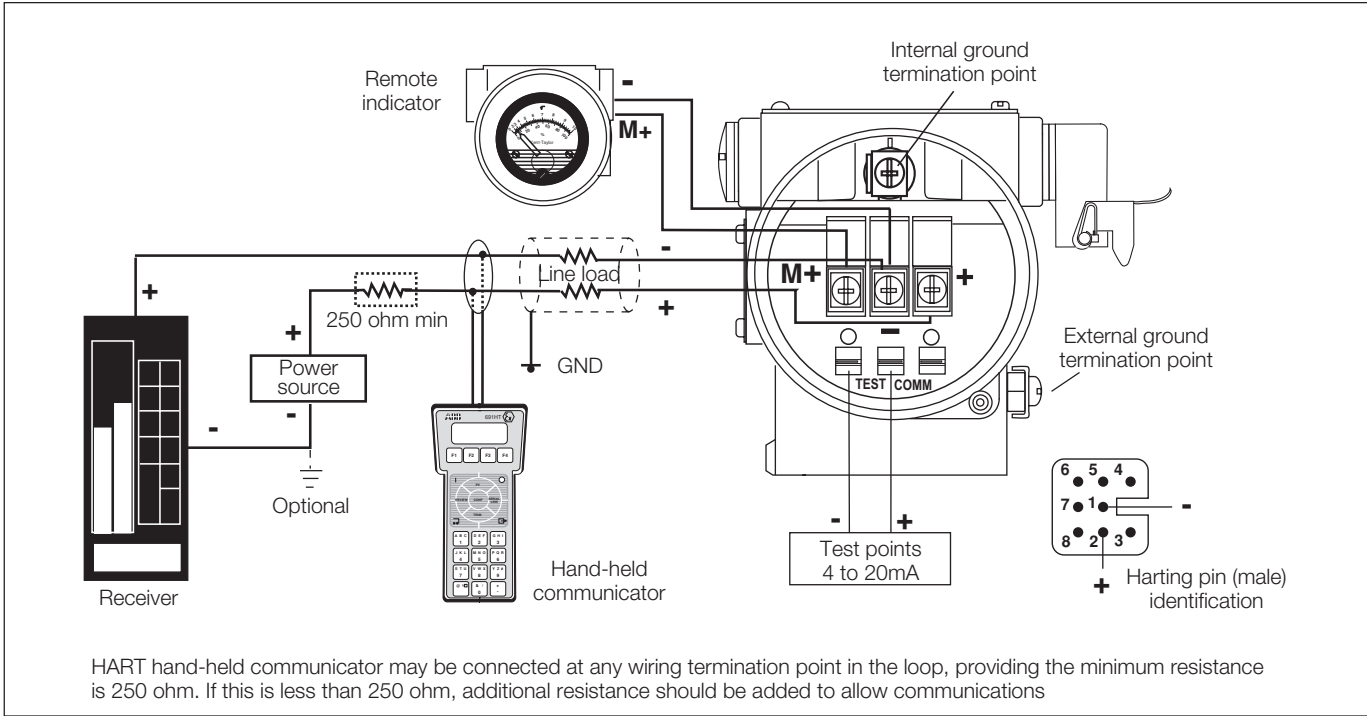 Internal ground
termination point
Remote
indicator
-
M+
-
Line load
M+
+
+
+
250 ohm min
+
External ground
termination point
GND
Power
source
TEST
COMM
-
-
ABB
691HT
F1 F2 F3 F4
Optional
6 5 4
7 1
-
8 2 3
+
Harting pin (male)
identification
-
+
Test points
4 to 20mA
Hand-held
communicator
Receiver
HART hand-held communicator may be connected at any wiring termination point in the loop, providing the minimum resistance
is 250 ohm. If this is less than 250 ohm, additional resistance should be added to allow communications